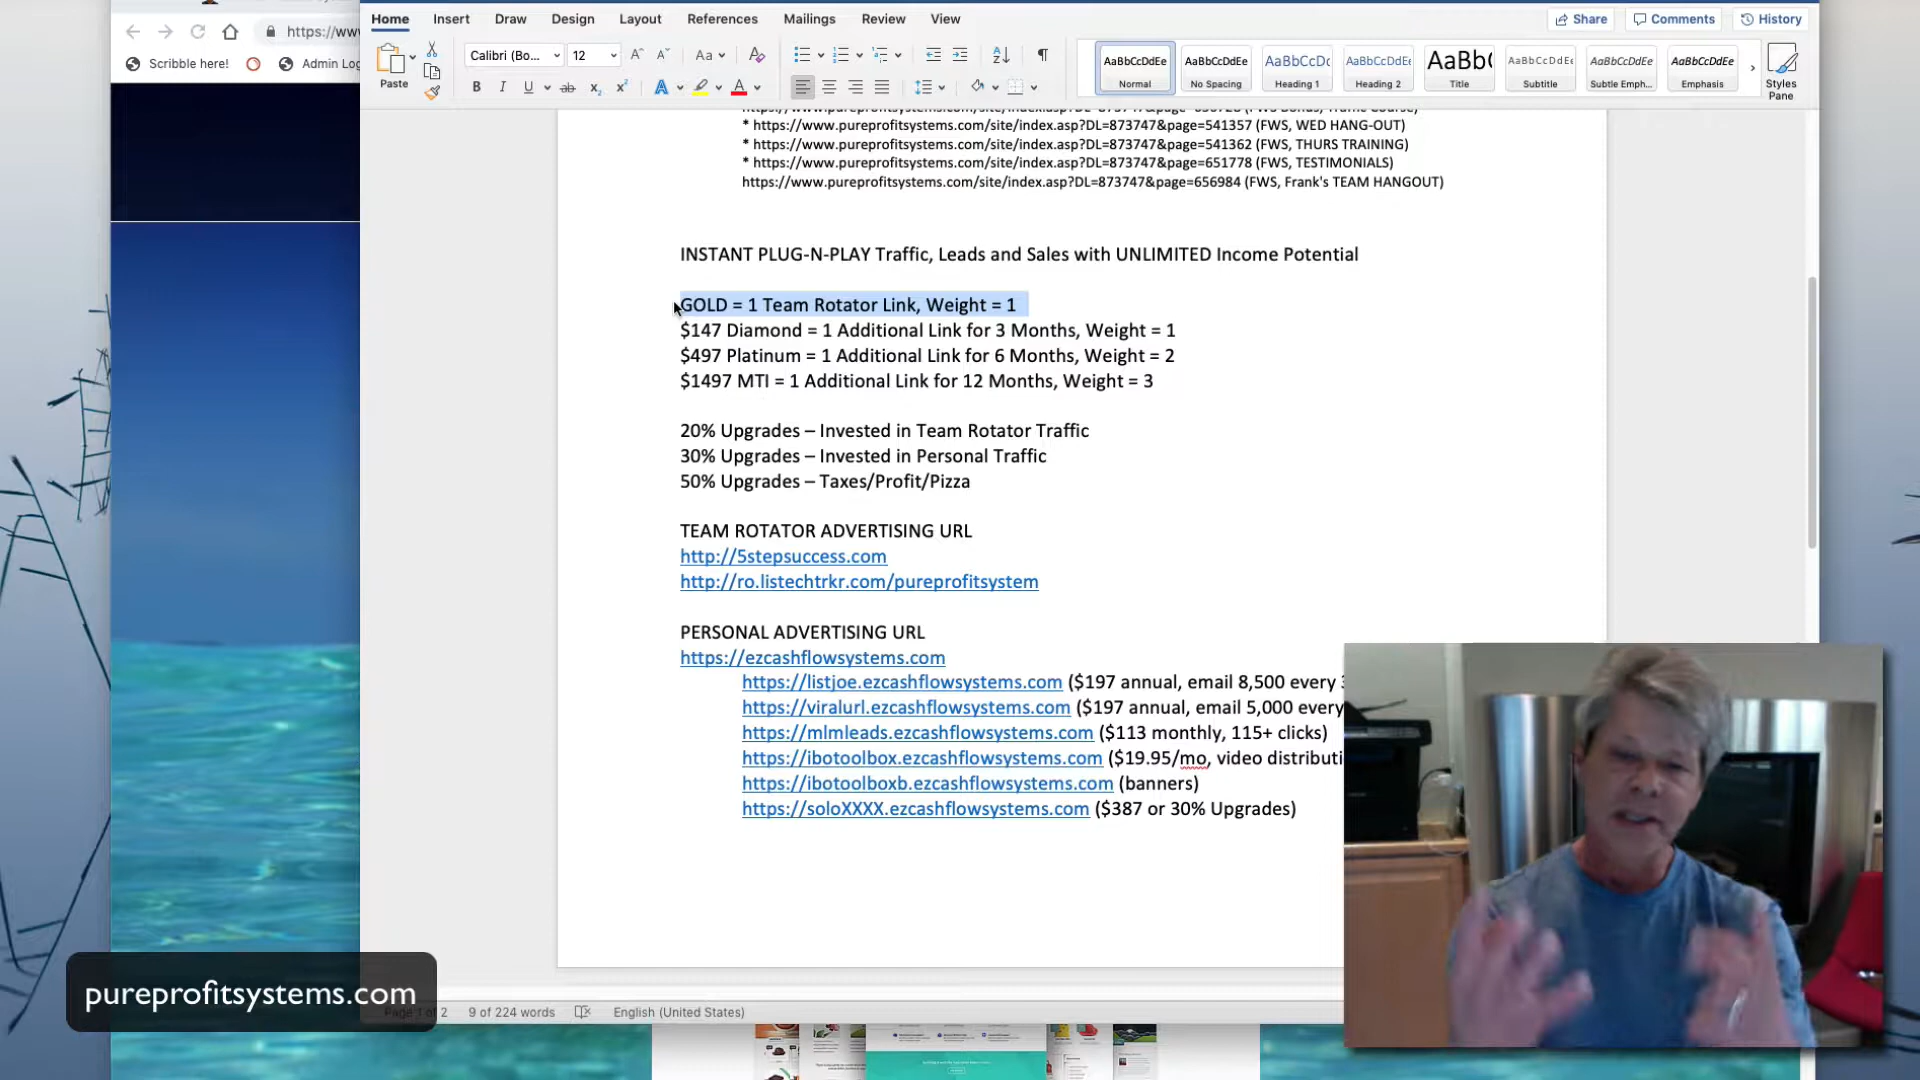 Home Insert Draw Design Layout References Mailings Review View Share Comments History
https://www
Calibri (Bo... 12
Scribble here! Admin Log
Paste
AaBbCcDdEe AaBbCcDdEe AaBbCcDc AaBbCcDdEe AaBb( AaBbCcDdEe AaBbCcDdEe AaBbCcDdEe
Normal No Spacing Heading 1 Heading 2 Title Subtitle Subtle Emph... Emphasis
Styles
Pane
* https://www.pureprofitsystems.com/site/index.asp?DL=873747&page=541357 (FWS, WED HANG-OUT)
* https://www.pureprofitsystems.com/site/index.asp?DL=873747&page=541362 (FWS, THURS TRAINING)
* https://www.pureprofitsystems.com/site/index.asp?DL=873747&page=651778 (FWS, TESTIMONIALS)
https://www.pureprofitsystems.com/site/index.asp?DL=873747&page=656984 (FWS, Frank's TEAM HANGOUT)
INSTANT PLUG-N-PLAY Traffic, Leads and Sales with UNLIMITED Income Potential
GOLD = 1 Team Rotator Link, Weight = 1
$147 Diamond = 1 Additional Link for 3 Months, Weight = 1
$497 Platinum = 1 Additional Link for 6 Months, Weight = 2
$1497 MTI = 1 Additional Link for 12 Months, Weight = 3
20% Upgrades – Invested in Team Rotator Traffic
30% Upgrades – Invested in Personal Traffic
50% Upgrades – Taxes/Profit/Pizza
TEAM ROTATOR ADVERTISING URL
http://5stepsuccess.com
http://ro.listechtrkr.com/pureprofitsystem
PERSONAL ADVERTISING URL
https://ezcashflowsystems.com
https://listjoe.ezcashflowsystems.com ($197 annual, email 8,500 every
https://viralurl.ezcashflowsystems.com ($197 annual, email 5,000 every
https://mlmleads.ezcashflowsystems.com ($113 monthly, 115+ clicks)
https://ibotoolbox.ezcashflowsystems.com ($19.95/mo, video distributi
https://ibotoolboxb.ezcashflowsystems.com (banners)
https://soloXXXX.ezcashflowsystems.com ($387 or 30% Upgrades)
pureprofitsystems.com
Page 1 of 2 9 of 224 words English (United States)